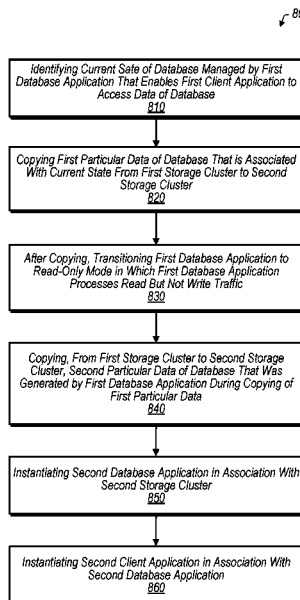 Identifying Current Sate of Database Managed by First
Database Application That Enables First Client Application to
Access Data of Database
810
Copying First Particular Data of Database That is Associated
With Current State From First Storage Cluster to Second
Storage Cluster
820
After Copying, Transitioning First Database Application to
Read-Only Mode in Which First Database Application
Processes Read But Not Write Traffic
830
Copying, From First Storage Cluster to Second Storage
Cluster, Second Particular Data of Database That Was
Generated by First Database Application During Copying of
First Particular Data
840
Instantiating Second Database Application in Association With
Second Storage Cluster
850
Instantiating Second Client Application in Association With
Second Database Application
860